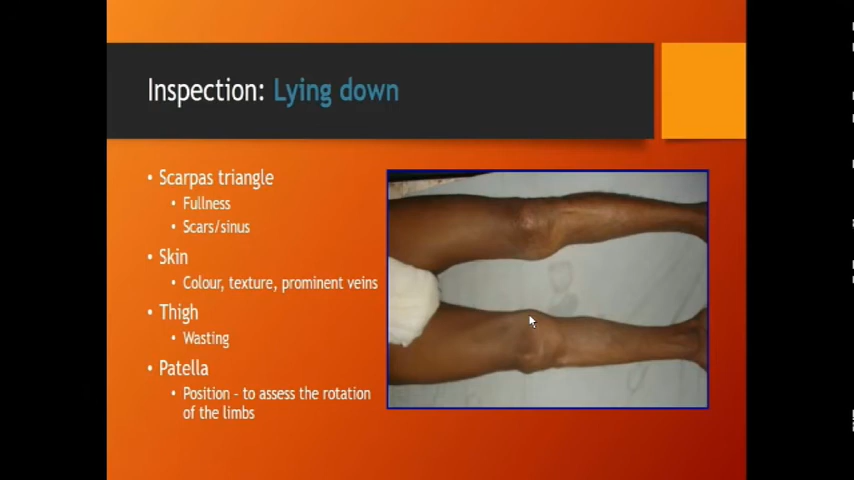 Inspection: Lying down
• Scarpas triangle
• Fullness
• Scars/sinus
• Skin
• Colour, texture, prominent veins
• Thigh
• Wasting
• Patella
• Position - to assess the rotation
of the limbs